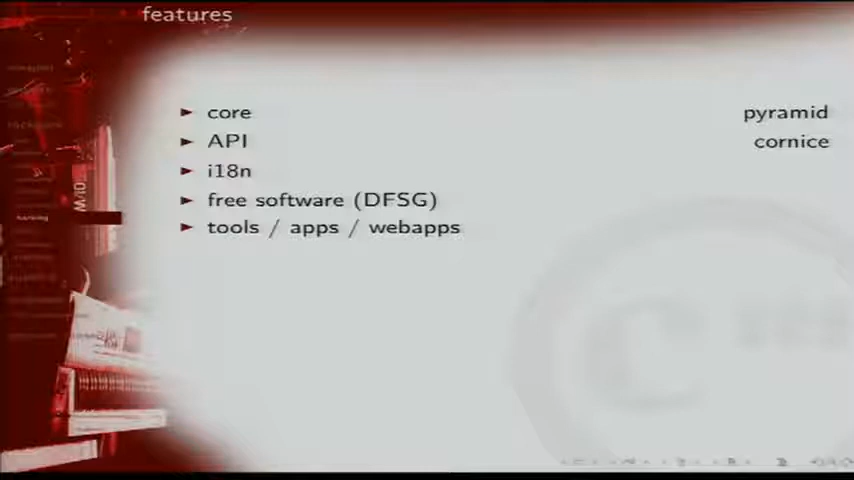 features
► core pyramid
► API cornice
► i18n
► free software (DFSG)
► tools / apps / webapps